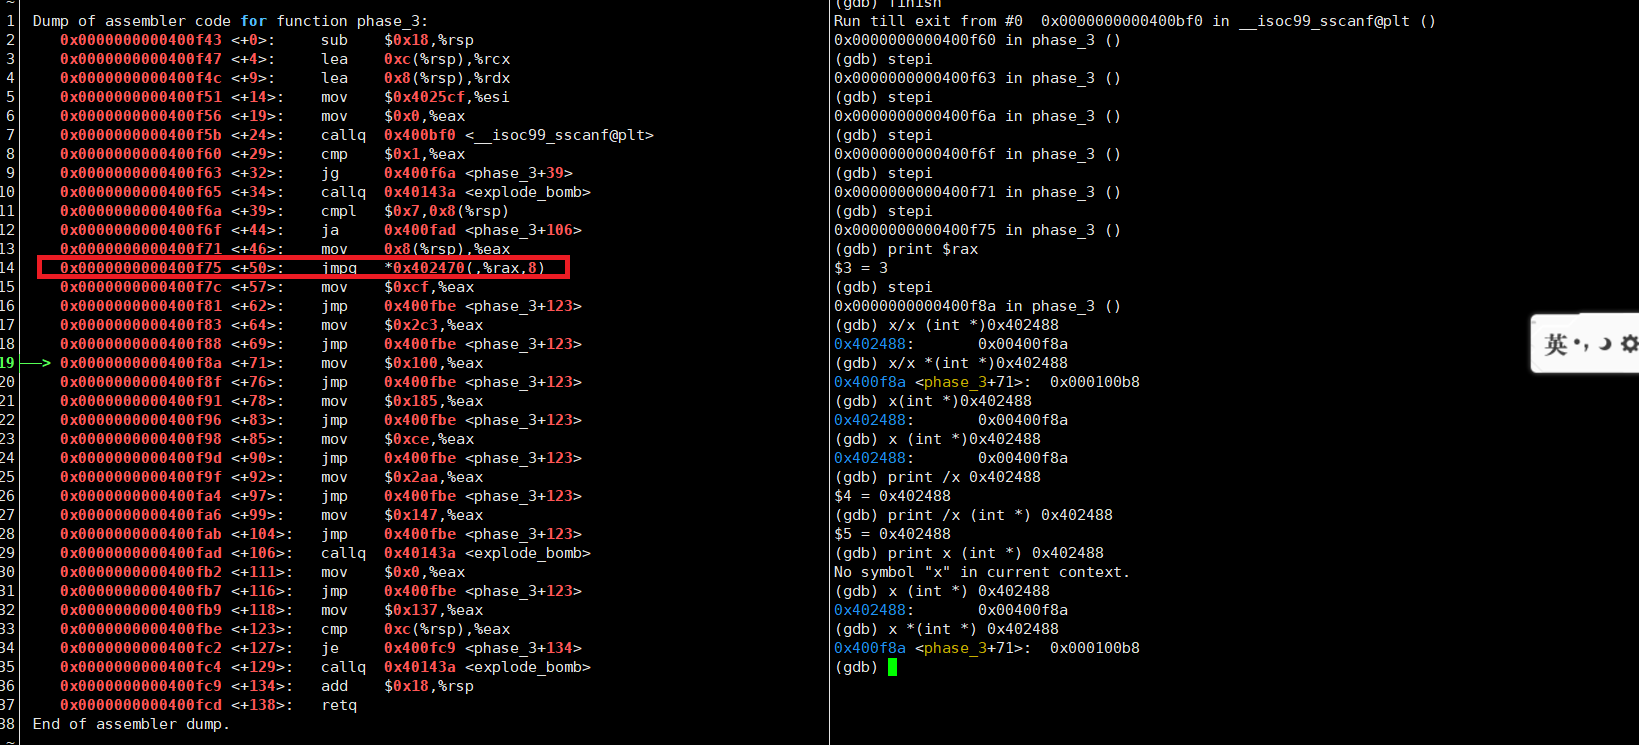 ~
1 Dump of assembler code for function phase_3:
2 0x0000000000400f43 <+0>: sub $0x18,%rsp
3 0x0000000000400f47 <+4>: lea 0xc(%rsp),%rcx
4 0x0000000000400f4c <+9>: lea 0x8(%rsp),%rdx
5 0x0000000000400f51 <+14>: mov $0x4025cf,%esi
6 0x0000000000400f56 <+19>: mov $0x0,%eax
7 0x0000000000400f5b <+24>: callq 0x400bf0 <__isoc99_sscanf@plt>
8 0x0000000000400f60 <+29>: cmp $0x1,%eax
9 0x0000000000400f63 <+32>: jg 0x400f6a <phase_3+39>
10 0x0000000000400f65 <+34>: callq 0x40143a <explode_bomb>
11 0x0000000000400f6a <+39>: cmpl $0x7,0x8(%rsp)
12 0x0000000000400f6f <+44>: ja 0x400fad <phase_3+106>
13 0x0000000000400f71 <+46>: mov 0x8(%rsp),%eax
14 0x0000000000400f75 <+50>: jmpq *0x402470(,%rax,8)
15 0x0000000000400f7c <+57>: mov $0xcf,%eax
16 0x0000000000400f81 <+62>: jmp 0x400fbe <phase_3+123>
17 0x0000000000400f83 <+64>: mov $0x2c3,%eax
18 0x0000000000400f88 <+69>: jmp 0x400fbe <phase_3+123>
19 —> 0x0000000000400f8a <+71>: mov $0x100,%eax
20 0x0000000000400f8f <+76>: jmp 0x400fbe <phase_3+123>
21 0x0000000000400f91 <+78>: mov $0x185,%eax
22 0x0000000000400f96 <+83>: jmp 0x400fbe <phase_3+123>
23 0x0000000000400f98 <+85>: mov $0xce,%eax
24 0x0000000000400f9d <+90>: jmp 0x400fbe <phase_3+123>
25 0x0000000000400f9f <+92>: mov $0x2aa,%eax
26 0x0000000000400fa4 <+97>: jmp 0x400fbe <phase_3+123>
27 0x0000000000400fa6 <+99>: mov $0x147,%eax
28 0x0000000000400fab <+104>: jmp 0x400fbe <phase_3+123>
29 0x0000000000400fad <+106>: callq 0x40143a <explode_bomb>
30 0x0000000000400fb2 <+111>: mov $0x0,%eax
31 0x0000000000400fb7 <+116>: jmp 0x400fbe <phase_3+123>
32 0x0000000000400fb9 <+118>: mov $0x137,%eax
33 0x0000000000400fbe <+123>: cmp 0xc(%rsp),%eax
34 0x0000000000400fc2 <+127>: je 0x400fc9 <phase_3+134>
35 0x0000000000400fc4 <+129>: callq 0x40143a <explode_bomb>
36 0x0000000000400fc9 <+134>: add $0x18,%rsp
37 0x0000000000400fcd <+138>: retq
38 End of assembler dump.
~
(gdb) finish
Run till exit from #0 0x0000000000400bf0 in __isoc99_sscanf@plt ()
0x0000000000400f60 in phase_3 ()
(gdb) stepi
0x0000000000400f63 in phase_3 ()
(gdb) stepi
0x0000000000400f6a in phase_3 ()
(gdb) stepi
0x0000000000400f6f in phase_3 ()
(gdb) stepi
0x0000000000400f71 in phase_3 ()
(gdb) stepi
0x0000000000400f75 in phase_3 ()
(gdb) print $rax
$3 = 3
(gdb) stepi
0x0000000000400f8a in phase_3 ()
(gdb) x/x (int *)0x402488
0x402488: 0x00400f8a
(gdb) x/x *(int *)0x402488
0x400f8a <phase_3+71>: 0x000100b8
(gdb) x(int *)0x402488
0x402488: 0x00400f8a
(gdb) x (int *)0x402488
0x402488: 0x00400f8a
(gdb) print /x 0x402488
$4 = 0x402488
(gdb) print /x (int *) 0x402488
$5 = 0x402488
(gdb) print x (int *) 0x402488
No symbol "x" in current context.
(gdb) x (int *) 0x402488
0x402488: 0x00400f8a
(gdb) x *(int *) 0x402488
0x400f8a <phase_3+71>: 0x000100b8
(gdb)
英